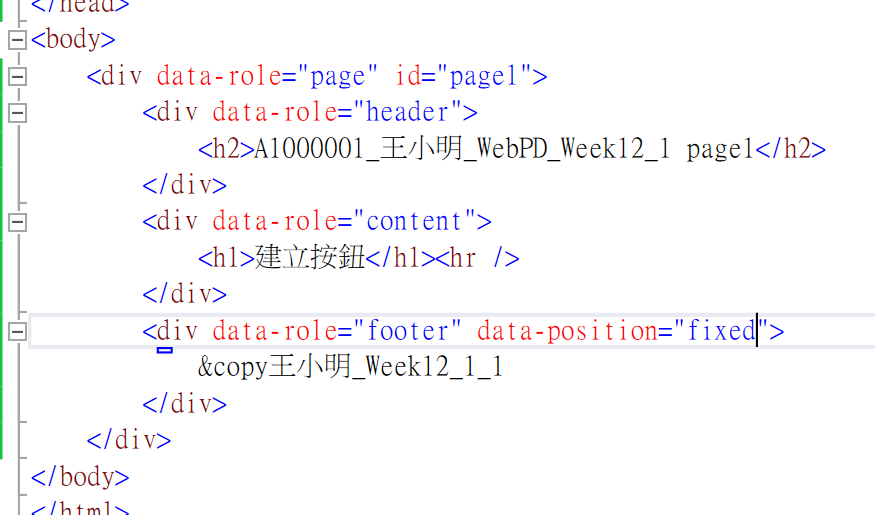 </head>
<body>
<div data-role="page" id="page1">
<div data-role="header">
<h2>A1000001_王小明_WebPD_Week12_1 page1</h2>
</div>
<div data-role="content">
<h1>建立按鈕</h1><hr />
</div>
<div data-role="footer" data-position="fixed">
&copy王小明_Week12_1_1
</div>
</div>
</body>
</html>